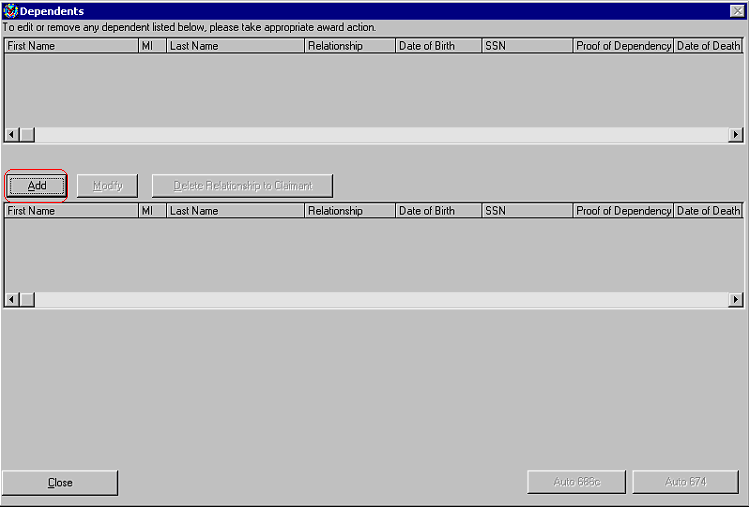 Dependents
To edit or remove any dependent listed below, please take appropriate award action.
First Name MI Last Name Relationship Date of Birth SSN Proof of Dependency Date of Death
Add Modify Delete Relationship to Claimant
First Name MI Last Name Relationship Date of Birth SSN Proof of Dependency Date of Death
Close Auto 686c Auto 674